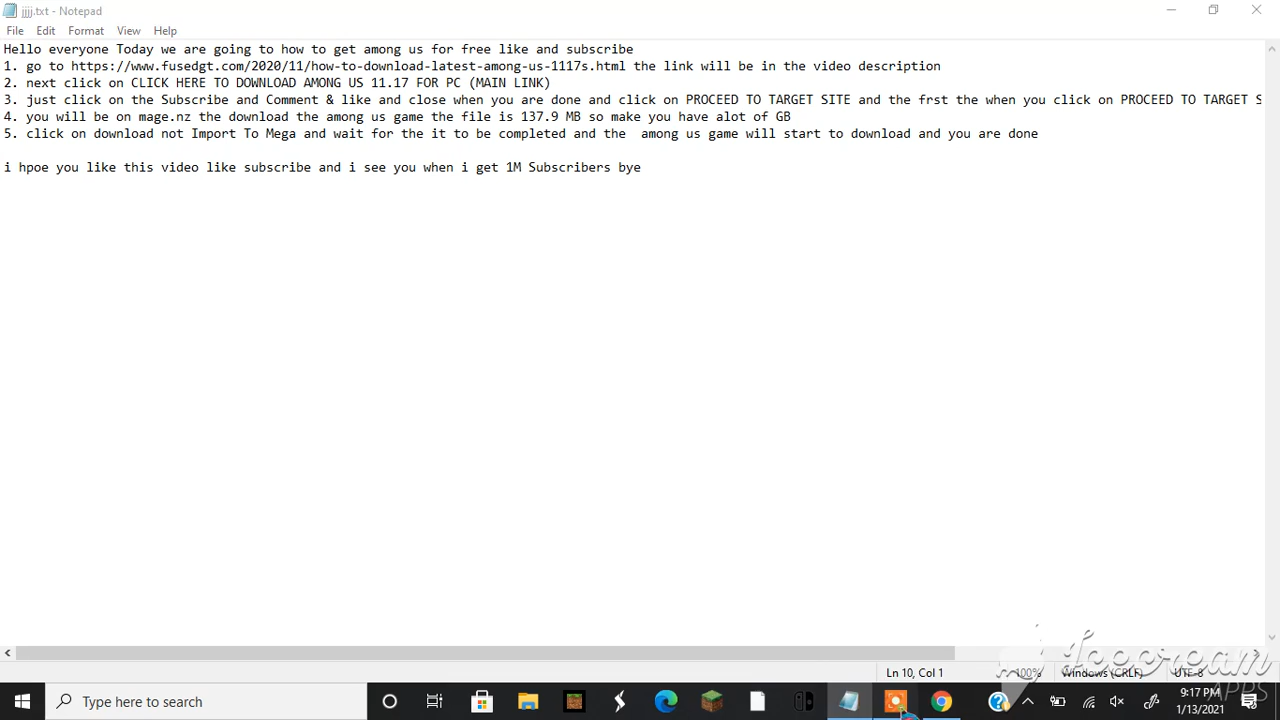 jjjj.txt - Notepad
File Edit Format View Help
Hello everyone Today we are going to how to get among us for free like and subscribe
1. go to https://www.fusedgt.com/2020/11/how-to-download-latest-among-us-1117s.html the link will be in the video description
2. next click on CLICK HERE TO DOWNLOAD AMONG US 11.17 FOR PC (MAIN LINK)
3. just click on the Subscribe and Comment & like and close when you are done and click on PROCEED TO TARGET SITE and the frst the when you click on PROCEED TO TARGET S
4. you will be on mage.nz the download the among us game the file is 137.9 MB so make you have alot of GB
5. click on download not Import To Mega and wait for the it to be completed and the  among us game will start to download and you are done
i hpoe you like this video like subscribe and i see you when i get 1M Subscribers bye
Ln 10, Col 1 100% Windows (CRLF) UTF-8
APPS
Type here to search
9:17 PM
1/13/2021